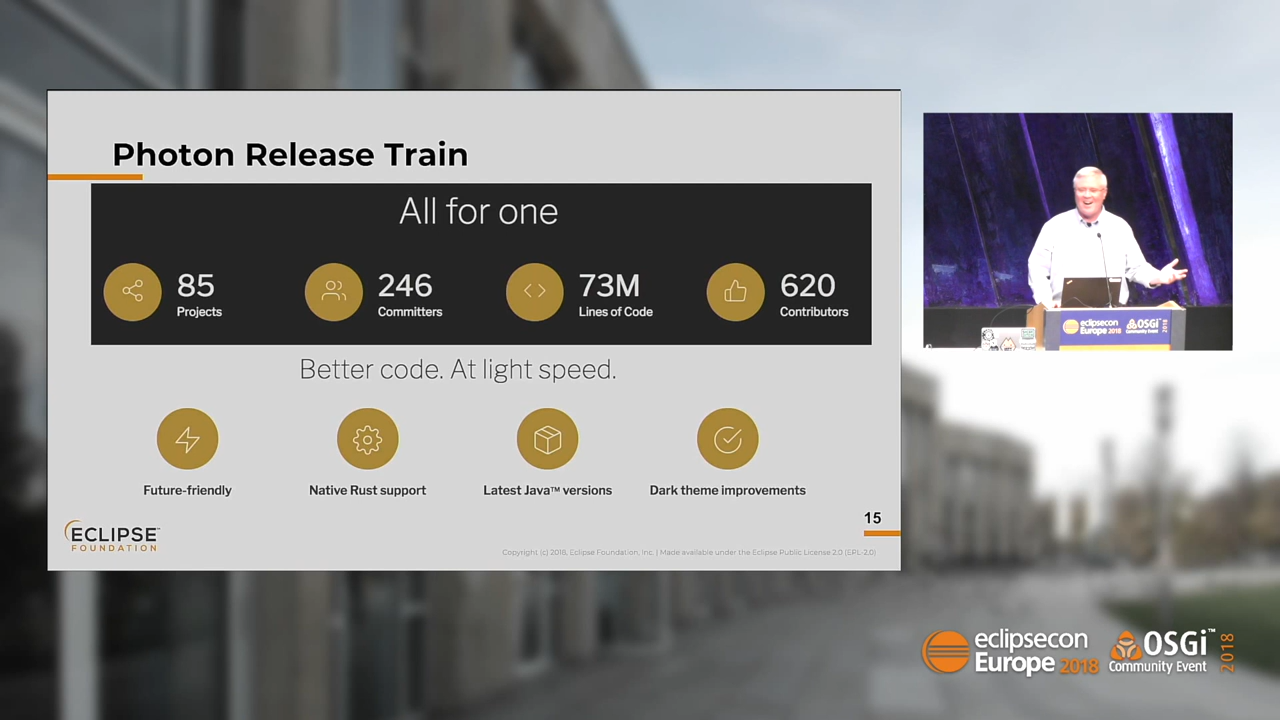 Photon Release Train
All for one
85
Projects
246
Committers
73M
Lines of Code
620
Contributors
Better code. At light speed.
Future-friendly
Native Rust support
Latest Java™ versions
Dark theme improvements
15
ECLIPSE™
FOUNDATION
Copyright (c) 2018, Eclipse Foundation, Inc. | Made available under the Eclipse Public License 2.0 (EPL-2.0)
eclipsecon
Europe 2018
OSGi
2018
eclipsecon
Europe 2018
OSGi™
Community Event
2018